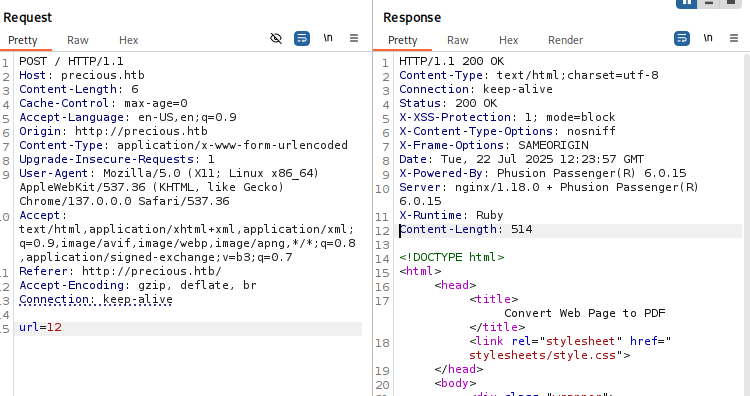 Request
Pretty Raw Hex
\n
1 POST / HTTP/1.1
2 Host: precious.htb
3 Content-Length: 6
4 Cache-Control: max-age=0
5 Accept-Language: en-US,en;q=0.9
6 Origin: http://precious.htb
7 Content-Type: application/x-www-form-urlencoded
8 Upgrade-Insecure-Requests: 1
9 User-Agent: Mozilla/5.0 (X11; Linux x86_64)
AppleWebKit/537.36 (KHTML, like Gecko)
Chrome/137.0.0.0 Safari/537.36
10 Accept:
text/html,application/xhtml+xml,application/xml;
q=0.9,image/avif,image/webp,image/apng,*/*;q=0.8
,application/signed-exchange;v=b3;q=0.7
11 Referer: http://precious.htb/
12 Accept-Encoding: gzip, deflate, br
13 Connection: keep-alive
14
15 url=12
Response
Pretty Raw Hex Render
\n
1 HTTP/1.1 200 OK
2 Content-Type: text/html;charset=utf-8
3 Connection: keep-alive
4 Status: 200 OK
5 X-XSS-Protection: 1; mode=block
6 X-Content-Type-Options: nosniff
7 X-Frame-Options: SAMEORIGIN
8 Date: Tue, 22 Jul 2025 12:23:57 GMT
9 X-Powered-By: Phusion Passenger(R) 6.0.15
10 Server: nginx/1.18.0 + Phusion Passenger(R)
6.0.15
11 X-Runtime: Ruby
12 Content-Length: 514
13
14 <!DOCTYPE html>
15 <html>
16 <head>
17 <title>
Convert Web Page to PDF
</title>
18 <link rel="stylesheet" href="
stylesheets/style.css">
19 </head>
20 <body>